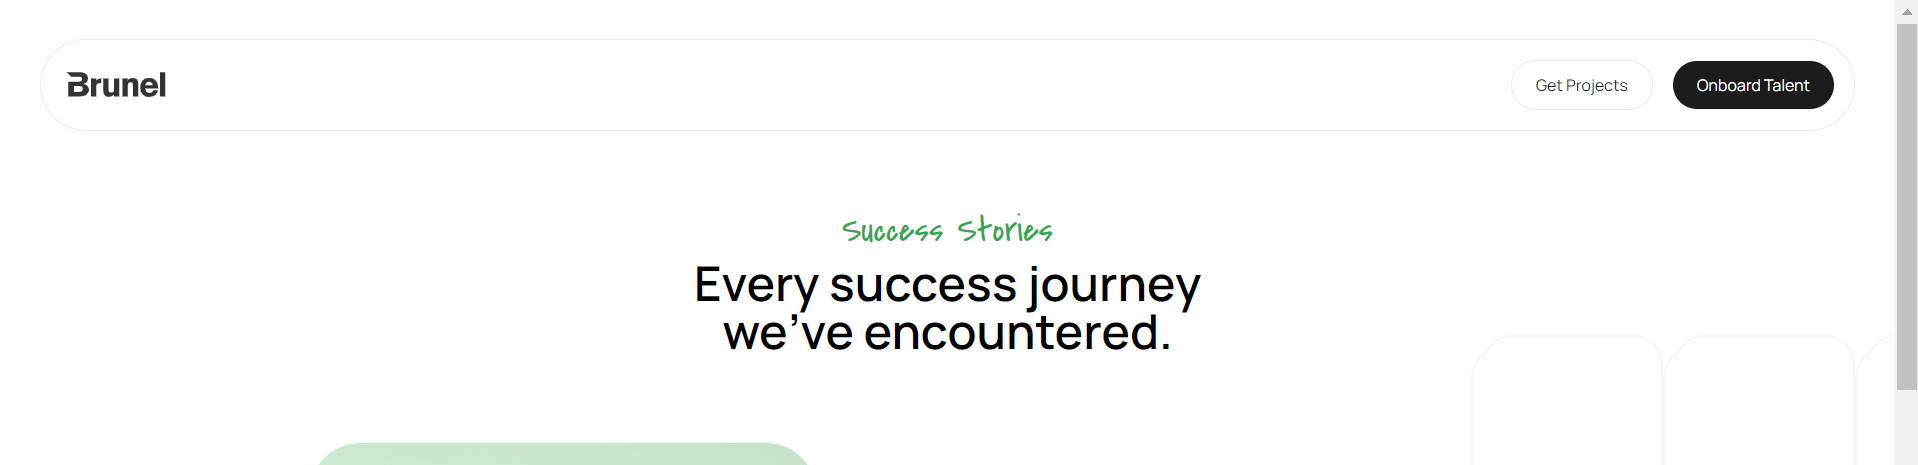 Brunel
Get Projects
Onboard Talent
Success Stories
Every success journey
we’ve encountered.